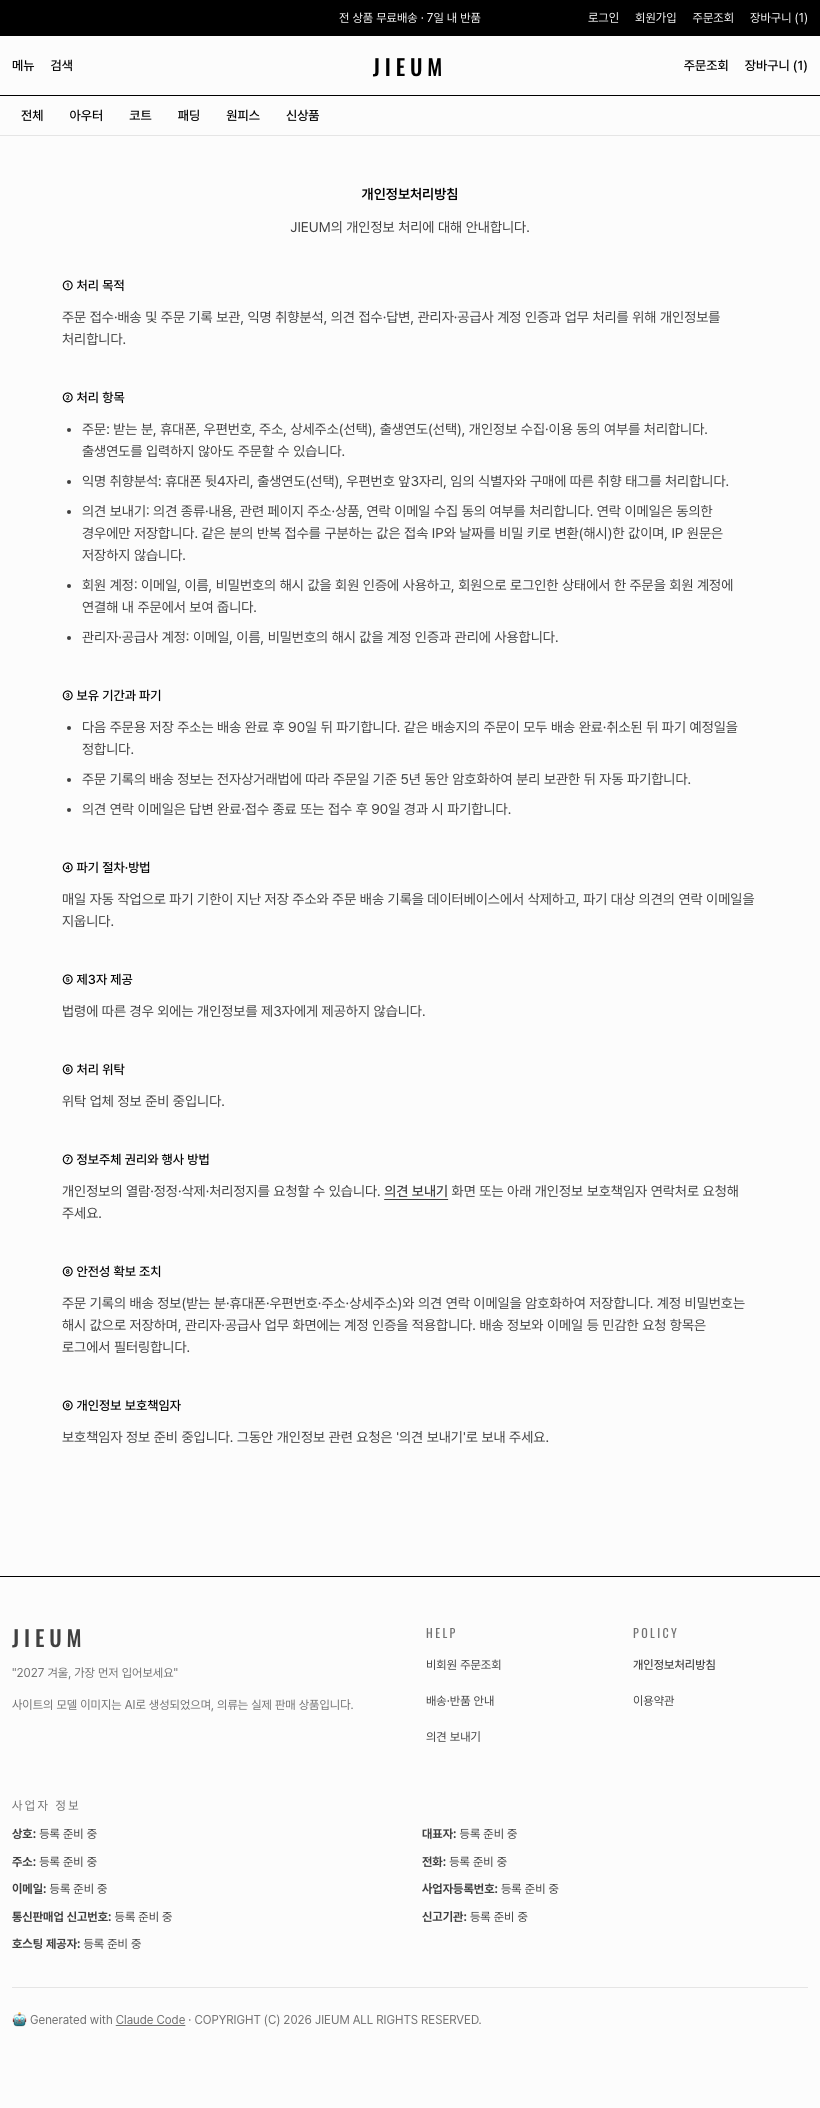 전 상품 무료배송 · 7일 내 반품
로그인 회원가입 주문조회 장바구니 (1)
메뉴 검색
JIEUM
주문조회 장바구니 (1)
전체 아우터 코트 패딩 원피스 신상품
개인정보처리방침
JIEUM의 개인정보 처리에 대해 안내합니다.
① 처리 목적
주문 접수·배송 및 주문 기록 보관, 익명 취향분석, 의견 접수·답변, 관리자·공급사 계정 인증과 업무 처리를 위해 개인정보를
처리합니다.
② 처리 항목
• 주문: 받는 분, 휴대폰, 우편번호, 주소, 상세주소(선택), 출생연도(선택), 개인정보 수집·이용 동의 여부를 처리합니다.
출생연도를 입력하지 않아도 주문할 수 있습니다.
• 익명 취향분석: 휴대폰 뒷4자리, 출생연도(선택), 우편번호 앞3자리, 임의 식별자와 구매에 따른 취향 태그를 처리합니다.
• 의견 보내기: 의견 종류·내용, 관련 페이지 주소·상품, 연락 이메일 수집 동의 여부를 처리합니다. 연락 이메일은 동의한
경우에만 저장합니다. 같은 분의 반복 접수를 구분하는 값은 접속 IP와 날짜를 비밀 키로 변환(해시)한 값이며, IP 원문은
저장하지 않습니다.
• 회원 계정: 이메일, 이름, 비밀번호의 해시 값을 회원 인증에 사용하고, 회원으로 로그인한 상태에서 한 주문을 회원 계정에
연결해 내 주문에서 보여 줍니다.
• 관리자·공급사 계정: 이메일, 이름, 비밀번호의 해시 값을 계정 인증과 관리에 사용합니다.
③ 보유 기간과 파기
• 다음 주문용 저장 주소는 배송 완료 후 90일 뒤 파기합니다. 같은 배송지의 주문이 모두 배송 완료·취소된 뒤 파기 예정일을
정합니다.
• 주문 기록의 배송 정보는 전자상거래법에 따라 주문일 기준 5년 동안 암호화하여 분리 보관한 뒤 자동 파기합니다.
• 의견 연락 이메일은 답변 완료·접수 종료 또는 접수 후 90일 경과 시 파기합니다.
④ 파기 절차·방법
매일 자동 작업으로 파기 기한이 지난 저장 주소와 주문 배송 기록을 데이터베이스에서 삭제하고, 파기 대상 의견의 연락 이메일을
지웁니다.
⑤ 제3자 제공
법령에 따른 경우 외에는 개인정보를 제3자에게 제공하지 않습니다.
⑥ 처리 위탁
위탁 업체 정보 준비 중입니다.
⑦ 정보주체 권리와 행사 방법
개인정보의 열람·정정·삭제·처리정지를 요청할 수 있습니다. 의견 보내기 화면 또는 아래 개인정보 보호책임자 연락처로 요청해
주세요.
⑧ 안전성 확보 조치
주문 기록의 배송 정보(받는 분·휴대폰·우편번호·주소·상세주소)와 의견 연락 이메일을 암호화하여 저장합니다. 계정 비밀번호는
해시 값으로 저장하며, 관리자·공급사 업무 화면에는 계정 인증을 적용합니다. 배송 정보와 이메일 등 민감한 요청 항목은
로그에서 필터링합니다.
⑨ 개인정보 보호책임자
보호책임자 정보 준비 중입니다. 그동안 개인정보 관련 요청은 '의견 보내기'로 보내 주세요.
JIEUM
"2027 겨울, 가장 먼저 입어보세요"
사이트의 모델 이미지는 AI로 생성되었으며, 의류는 실제 판매 상품입니다.
HELP
비회원 주문조회
배송·반품 안내
의견 보내기
POLICY
개인정보처리방침
이용약관
사업자 정보
상호: 등록 준비 중
대표자: 등록 준비 중
주소: 등록 준비 중
전화: 등록 준비 중
이메일: 등록 준비 중
사업자등록번호: 등록 준비 중
통신판매업 신고번호: 등록 준비 중
신고기관: 등록 준비 중
호스팅 제공자: 등록 준비 중
🤖 Generated with Claude Code · COPYRIGHT (C) 2026 JIEUM ALL RIGHTS RESERVED.